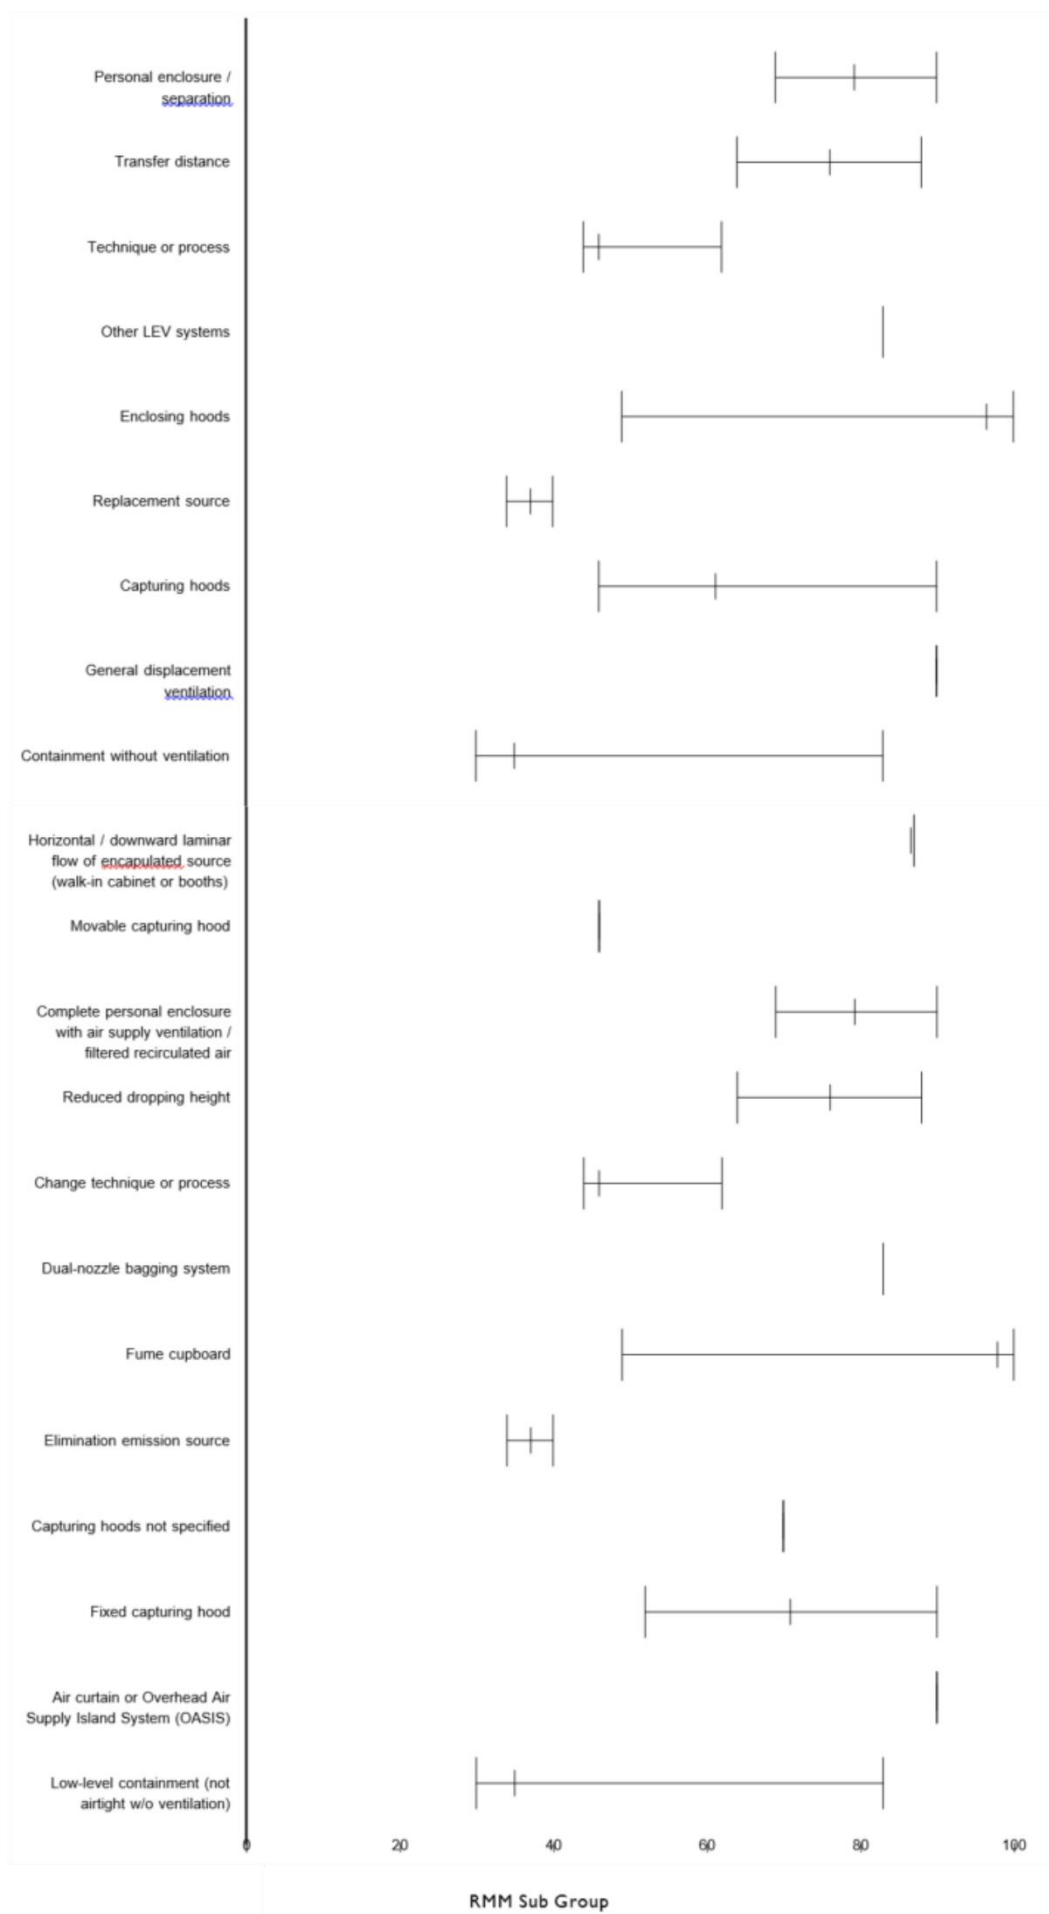 Personal enclosure /
separation
Transfer distance
Technique or process
Other LEV systems
Enclosing hoods
Replacement source
Capturing hoods
General displacement
ventilation
Containment without ventilation
Horizontal / downward laminar
flow of encapulated source
(walk-in cabinet or booths)
Movable capturing hood
Complete personal enclosure
with air supply ventilation /
filtered recirculated air
Reduced dropping height
Change technique or process
Dual-nozzle bagging system
Fume cupboard
Elimination emission source
Capturing hoods not specified
Fixed capturing hood
Air curtain or Overhead Air
Supply Island System (OASIS)
Low-level containment (not
airtight w/o ventilation)
0 20 40 60 80 100
RMM Sub Group